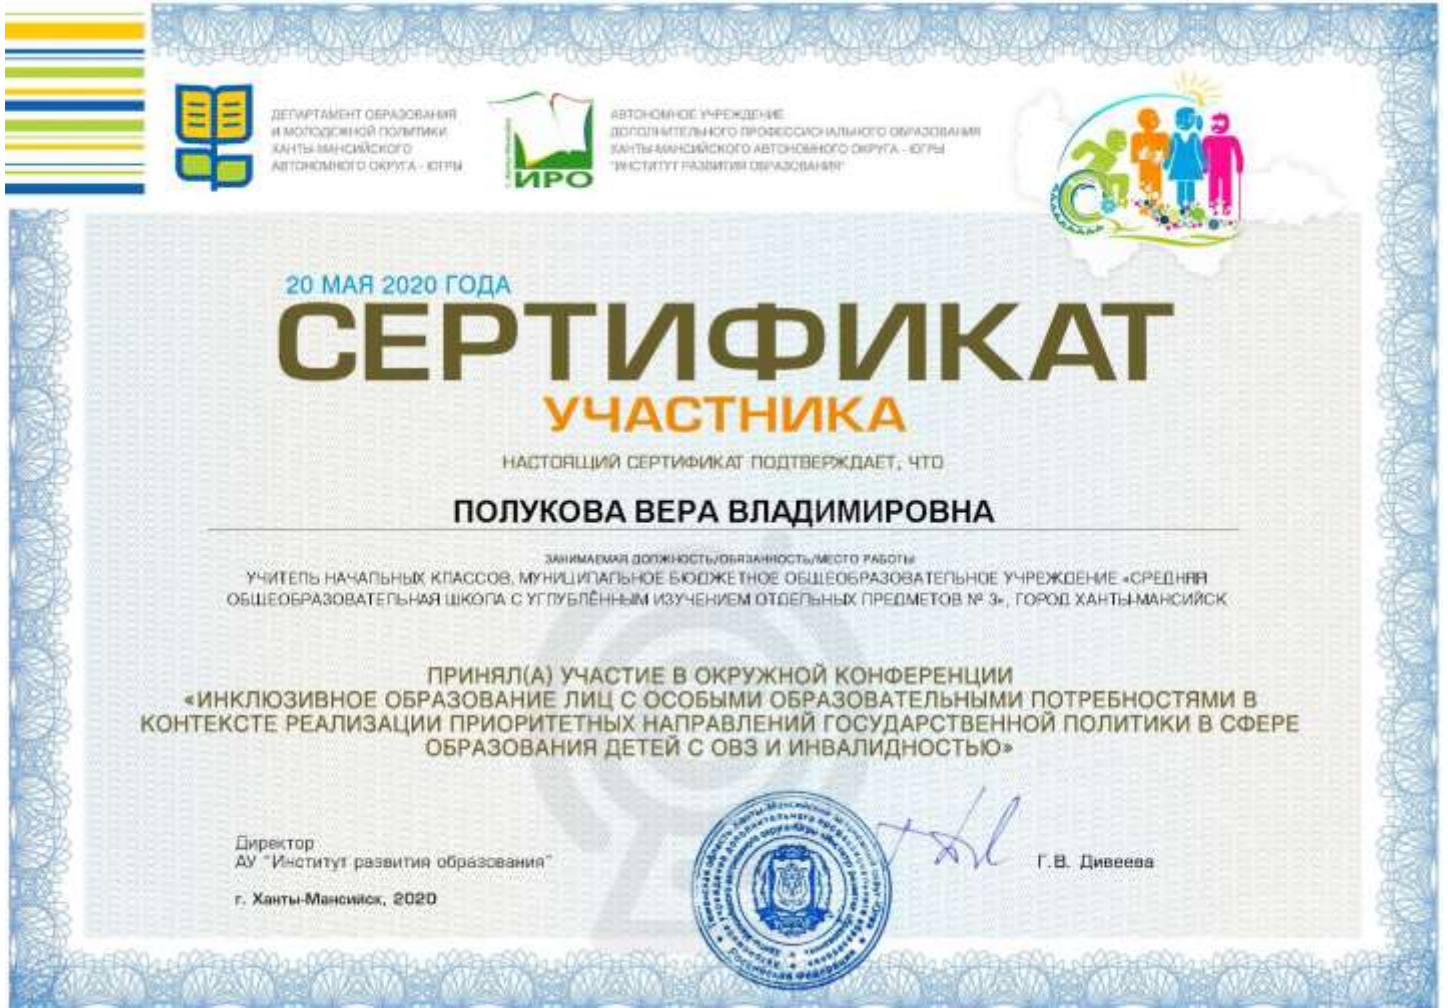 ДЕПАРТАМЕНТ ОБРАЗОВАНИЯ
И МОЛОДЕЖНОЙ ПОЛИТИКИ
ХАНТЫ-МАНСИЙСКОГО
АВТОНОМНОГО ОКРУГА - ЮГРЫ
ИРО
АВТОНОМНОЕ УЧРЕЖДЕНИЕ
ДОПОЛНИТЕЛЬНОГО ПРОФЕССИОНАЛЬНОГО ОБРАЗОВАНИЯ
ХАНТЫ-МАНСИЙСКОГО АВТОНОМНОГО ОКРУГА - ЮГРЫ
"ИНСТИТУТ РАЗВИТИЯ ОБРАЗОВАНИЯ"
20 МАЯ 2020 ГОДА
СЕРТИФИКАТ
УЧАСТНИКА
НАСТОЯЩИЙ СЕРТИФИКАТ ПОДТВЕРЖДАЕТ, ЧТО
ПОЛУКОВА ВЕРА ВЛАДИМИРОВНА
ЗАНИМАЕМАЯ ДОЛЖНОСТЬ/ОБЯЗАННОСТЬ/МЕСТО РАБОТЫ
УЧИТЕЛЬ НАЧАЛЬНЫХ КЛАССОВ, МУНИЦИПАЛЬНОЕ БЮДЖЕТНОЕ ОБЩЕОБРАЗОВАТЕЛЬНОЕ УЧРЕЖДЕНИЕ «СРЕДНЯЯ
ОБЩЕОБРАЗОВАТЕЛЬНАЯ ШКОЛА С УГЛУБЛЁННЫМ ИЗУЧЕНИЕМ ОТДЕЛЬНЫХ ПРЕДМЕТОВ № 3», ГОРОД ХАНТЫ-МАНСИЙСК
ПРИНЯЛ(А) УЧАСТИЕ В ОКРУЖНОЙ КОНФЕРЕНЦИИ
«ИНКЛЮЗИВНОЕ ОБРАЗОВАНИЕ ЛИЦ С ОСОБЫМИ ОБРАЗОВАТЕЛЬНЫМИ ПОТРЕБНОСТЯМИ В
КОНТЕКСТЕ РЕАЛИЗАЦИИ ПРИОРИТЕТНЫХ НАПРАВЛЕНИЙ ГОСУДАРСТВЕННОЙ ПОЛИТИКИ В СФЕРЕ
ОБРАЗОВАНИЯ ДЕТЕЙ С ОВЗ И ИНВАЛИДНОСТЬЮ»
Директор
АУ "Институт развития образования"
Г.В. Дивеева
г. Ханты-Мансийск, 2020